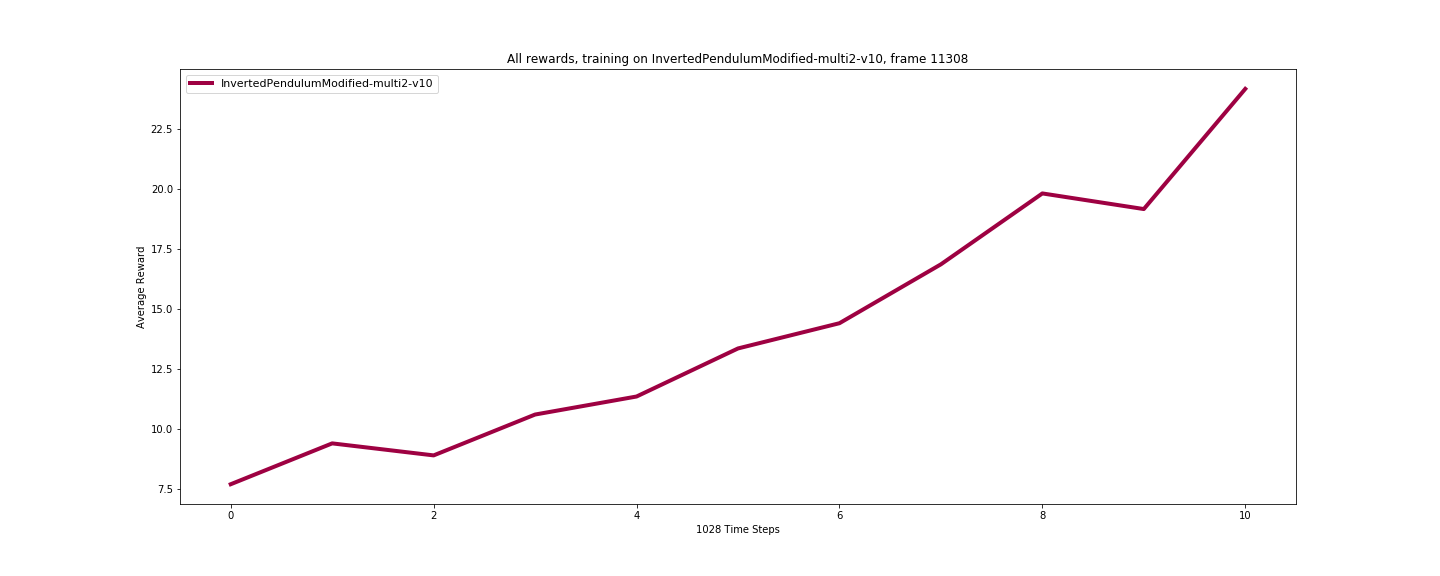 All rewards, training on InvertedPendulumModified-multi2-v10, frame 11308
InvertedPendulumModified-multi2-v10
Average Reward
22.5
20.0
17.5
15.0
12.5
10.0
7.5
0 2 4 6 8 10
1028 Time Steps